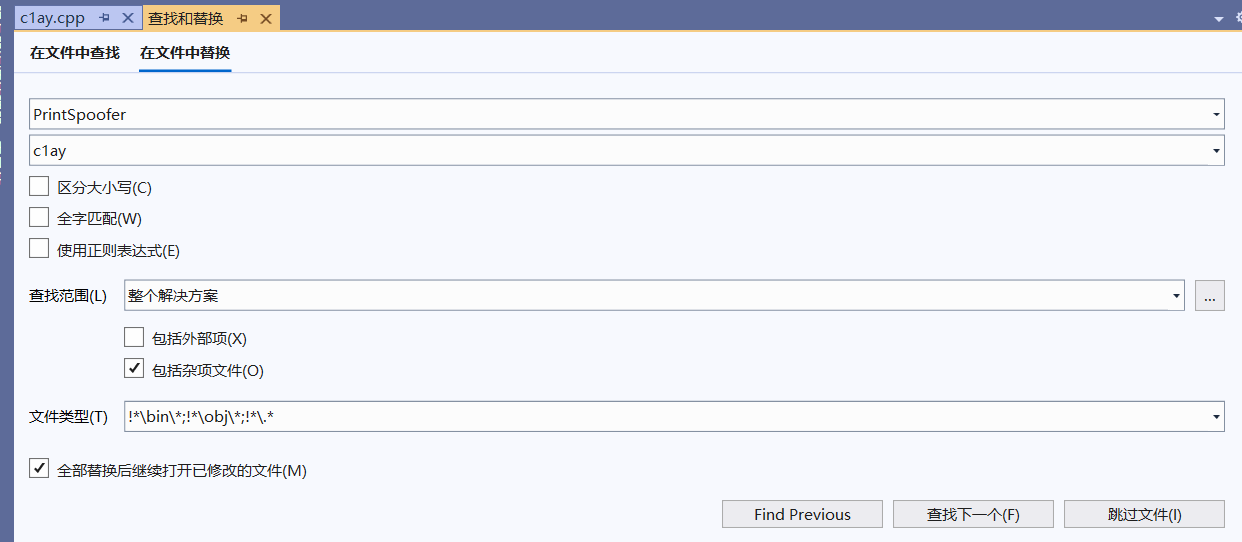 c1ay.cpp 查找和替换
在文件中查找 在文件中替换
PrintSpoofer
c1ay
区分大小写(C)
全字匹配(W)
使用正则表达式(E)
查找范围(L) 整个解决方案 ...
包括外部项(X)
包括杂项文件(O)
文件类型(T) !*\bin\*;!*\obj\*;!*\.*
全部替换后继续打开已修改的文件(M)
Find Previous 查找下一个(F) 跳过文件(I)